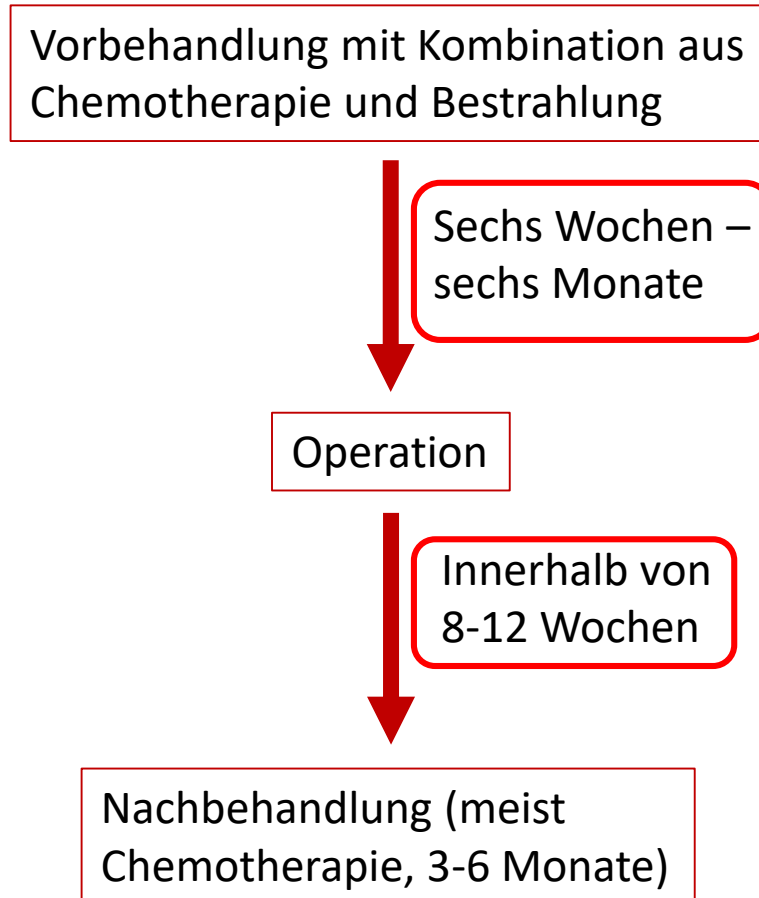 Vorbehandlung mit Kombination aus
Chemotherapie und Bestrahlung
Sechs Wochen –
sechs Monate
Operation
Innerhalb von
8-12 Wochen
Nachbehandlung (meist
Chemotherapie, 3-6 Monate)